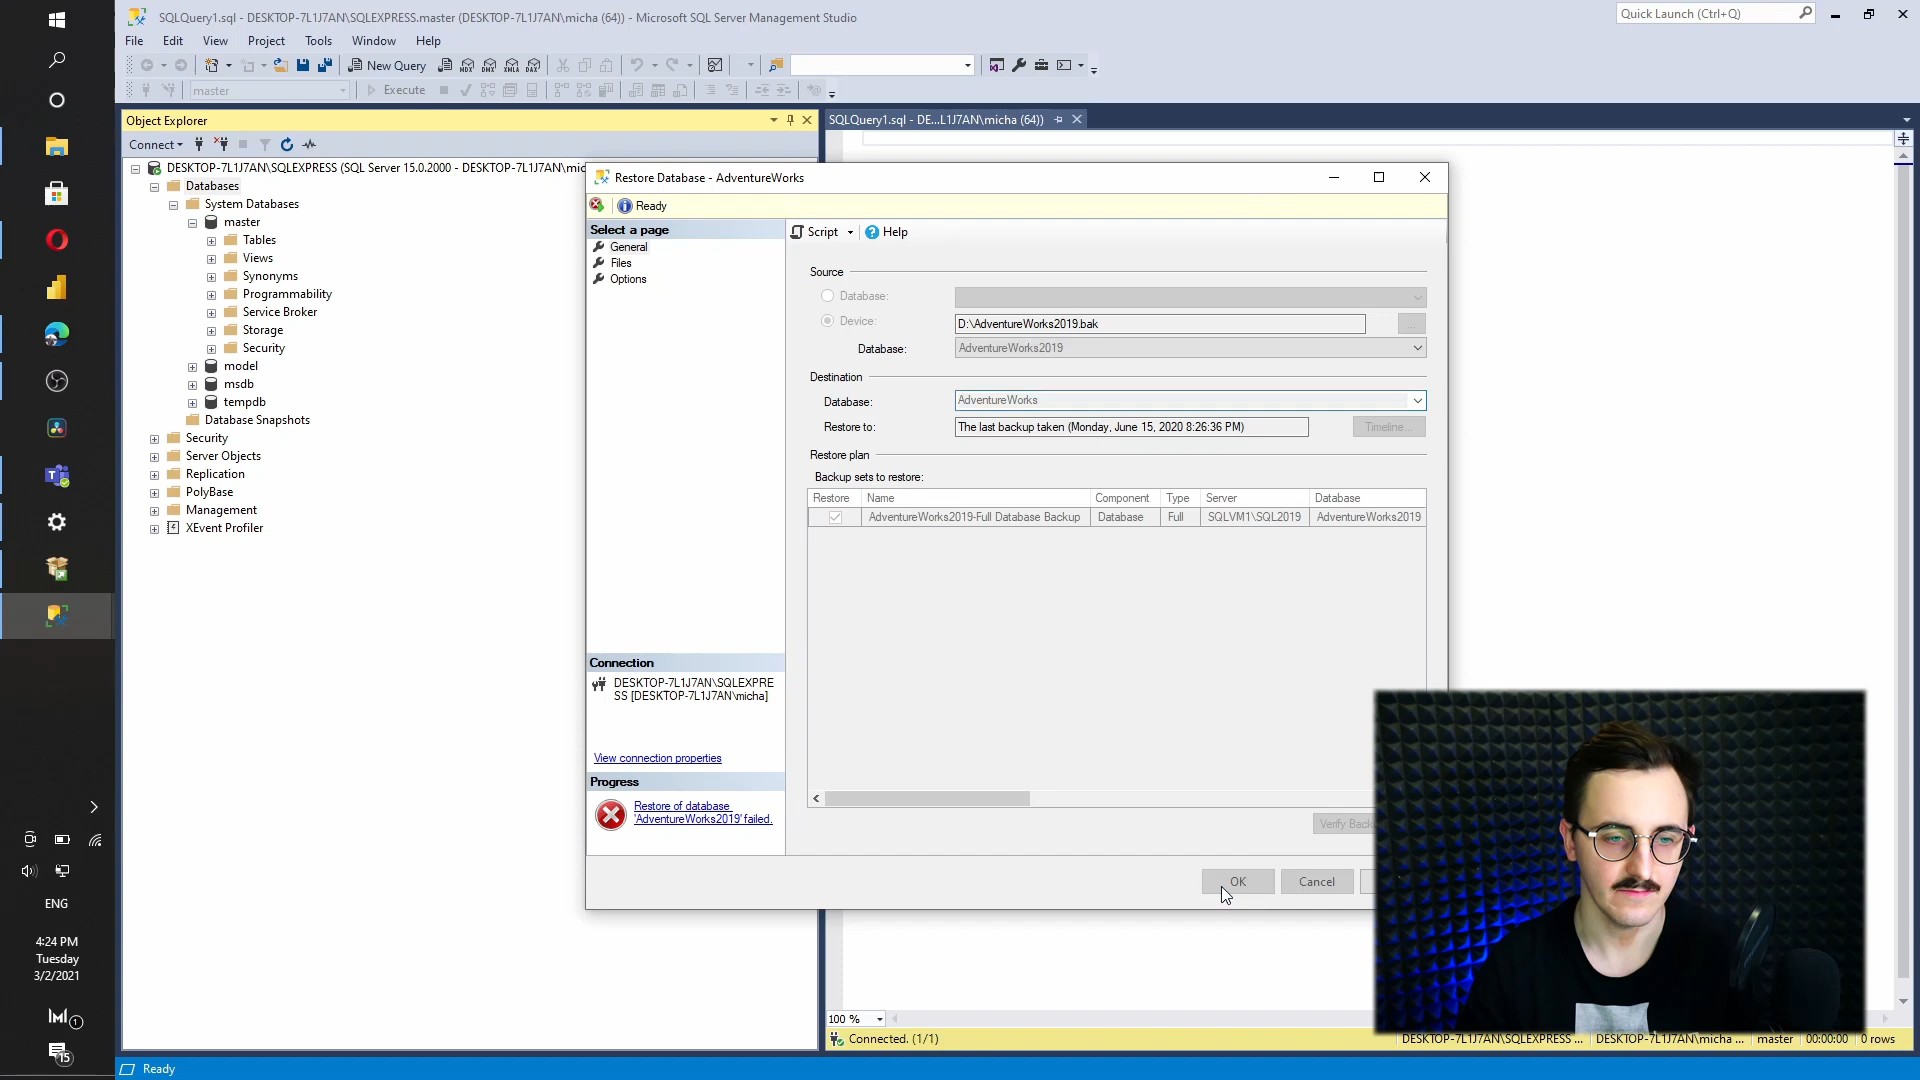 SQLQuery1.sql - DESKTOP-7L1J7AN\SQLEXPRESS.master (DESKTOP-7L1J7AN\micha (64)) - Microsoft SQL Server Management Studio
Quick Launch (Ctrl+Q)
File Edit View Project Tools Window Help
New Query
MDX DMX XMLA DAX
master
Execute
Object Explorer
SQLQuery1.sql - DE...L1J7AN\micha (64))
Connect
DESKTOP-7L1J7AN\SQLEXPRESS (SQL Server 15.0.2000 - DESKTOP-7L1J7AN\mic
Databases
System Databases
master
Tables
Views
Synonyms
Programmability
Service Broker
Storage
Security
model
msdb
tempdb
Database Snapshots
Security
Server Objects
Replication
PolyBase
Management
XEvent Profiler
Restore Database - AdventureWorks
Ready
Select a page
General
Files
Options
Script
Help
Source
Database:
Device:
D:\AdventureWorks2019.bak
...
Database:
AdventureWorks2019
Destination
Database:
AdventureWorks
Restore to:
The last backup taken (Monday, June 15, 2020 8:26:36 PM)
Timeline...
Restore plan
Backup sets to restore:
Restore Name Component Type Server Database
AdventureWorks2019-Full Database Backup Database Full SQLVM1\SQL2019 AdventureWorks2019
Connection
DESKTOP-7L1J7AN\SQLEXPRE
SS [DESKTOP-7L1J7AN\micha]
View connection properties
Progress
Restore of database
'AdventureWorks2019' failed.
Verify Back
OK
Cancel
100 %
Connected. (1/1)
DESKTOP-7L1J7AN\SQLEXPRESS ...
DESKTOP-7L1J7AN\micha ...
master
00:00:00
0 rows
Ready
ENG
4:24 PM
Tuesday
3/2/2021
1
15